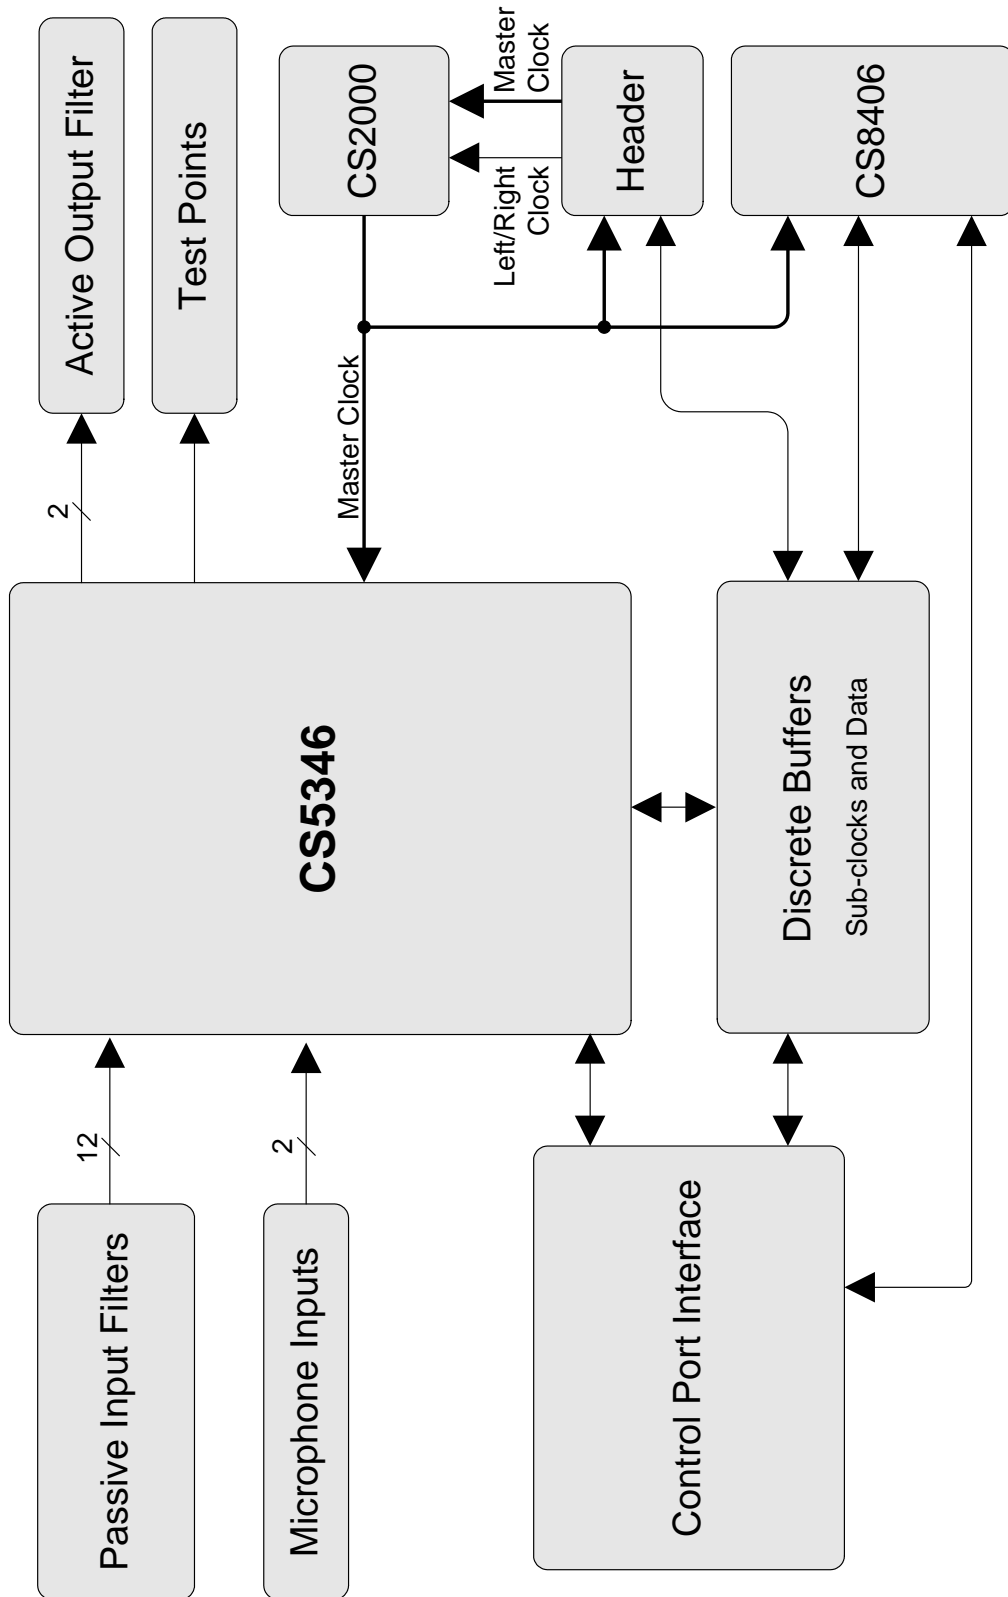 Passive Input Filters
12
Microphone Inputs
2
Control Port Interface
CS5346
2
Active Output Filter
Test Points
Master Clock
CS2000
Master
Clock
Left/Right
Clock
Header
CS8406
Discrete Buffers
Sub-clocks and Data